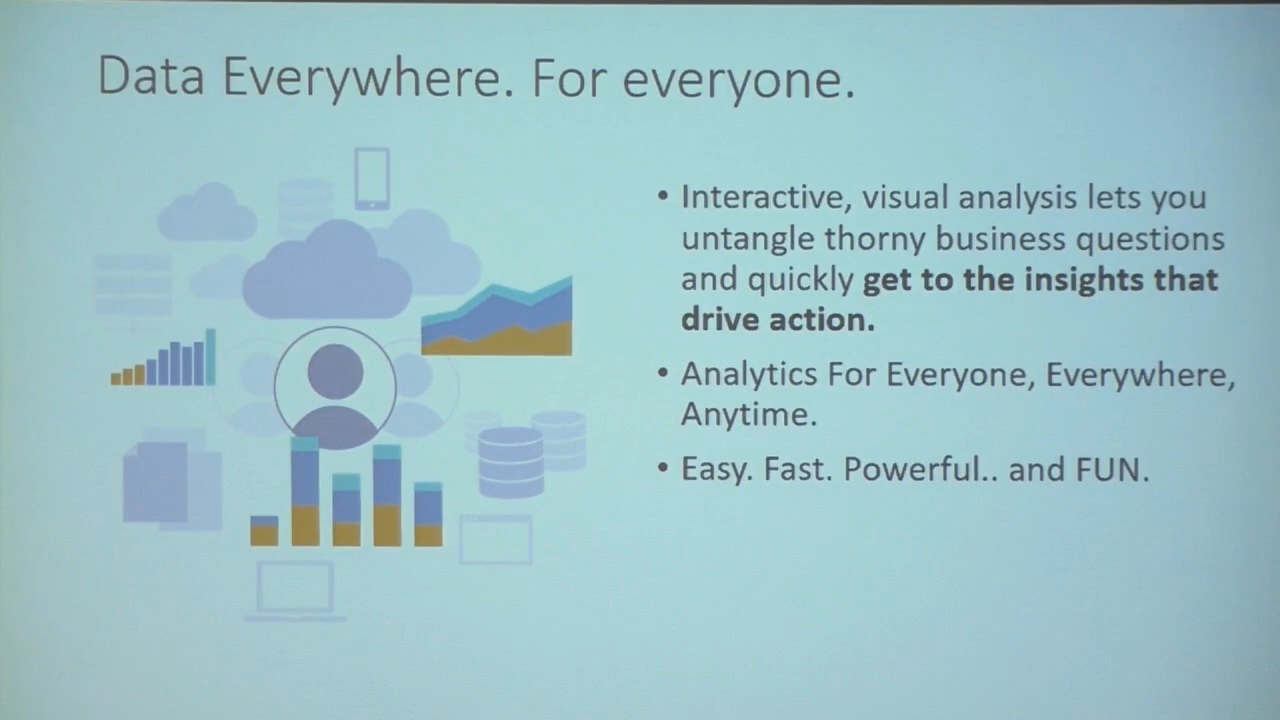 Data Everywhere. For everyone.
• Interactive, visual analysis lets you
untangle thorny business questions
and quickly get to the insights that
drive action.
• Analytics For Everyone, Everywhere,
Anytime.
• Easy. Fast. Powerful.. and FUN.